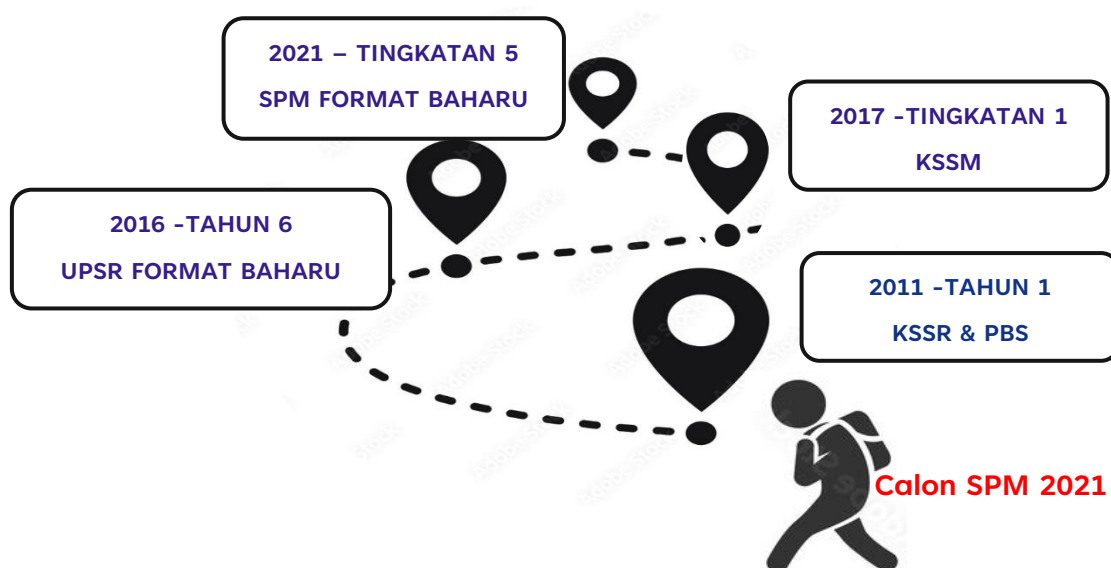 2021 – TINGKATAN 5
SPM FORMAT BAHARU
2017 -TINGKATAN 1
KSSM
2016 -TAHUN 6
UPSR FORMAT BAHARU
2011 -TAHUN 1
KSSR & PBS
Calon SPM 2021